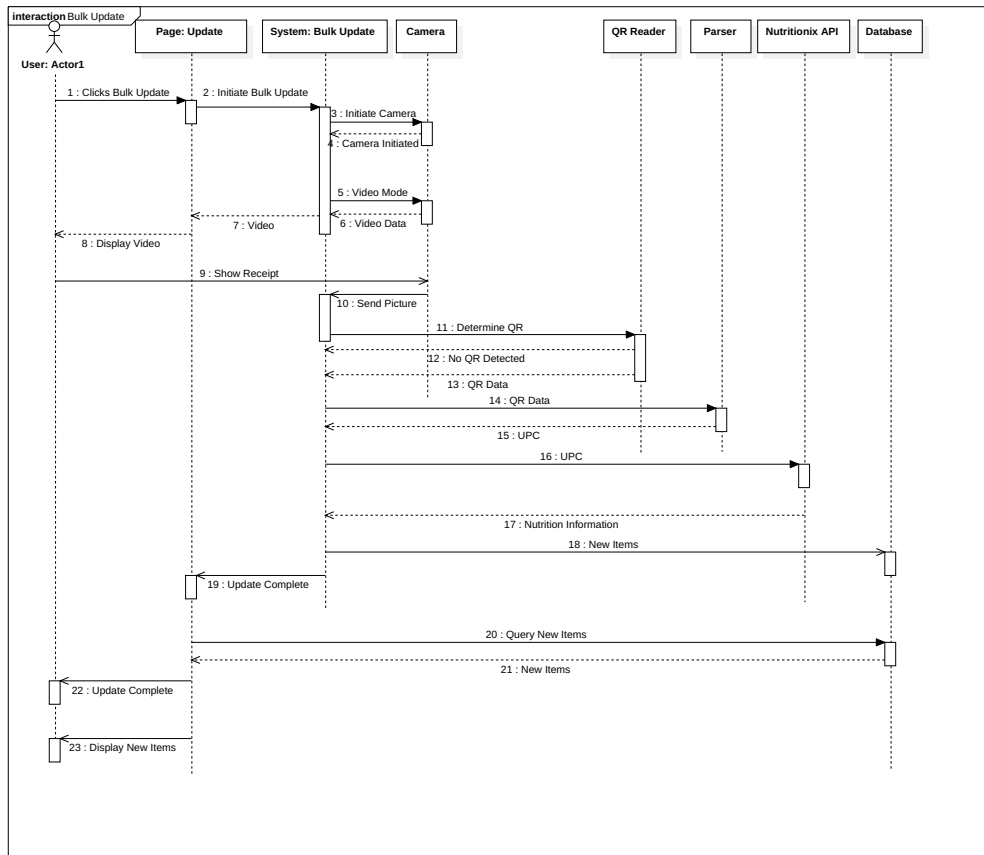 interaction Bulk Update
Page: Update
System: Bulk Update
Camera
QR Reader
Parser
Nutritionix API
Database
User: Actor1
1 : Clicks Bulk Update
2 : Initiate Bulk Update
3 : Initiate Camera
4 : Camera Initiated
5 : Video Mode
6 : Video Data
7 : Video
8 : Display Video
9 : Show Receipt
10 : Send Picture
11 : Determine QR
12 : No QR Detected
13 : QR Data
14 : QR Data
15 : UPC
16 : UPC
17 : Nutrition Information
18 : New Items
19 : Update Complete
20 : Query New Items
21 : New Items
22 : Update Complete
23 : Display New Items